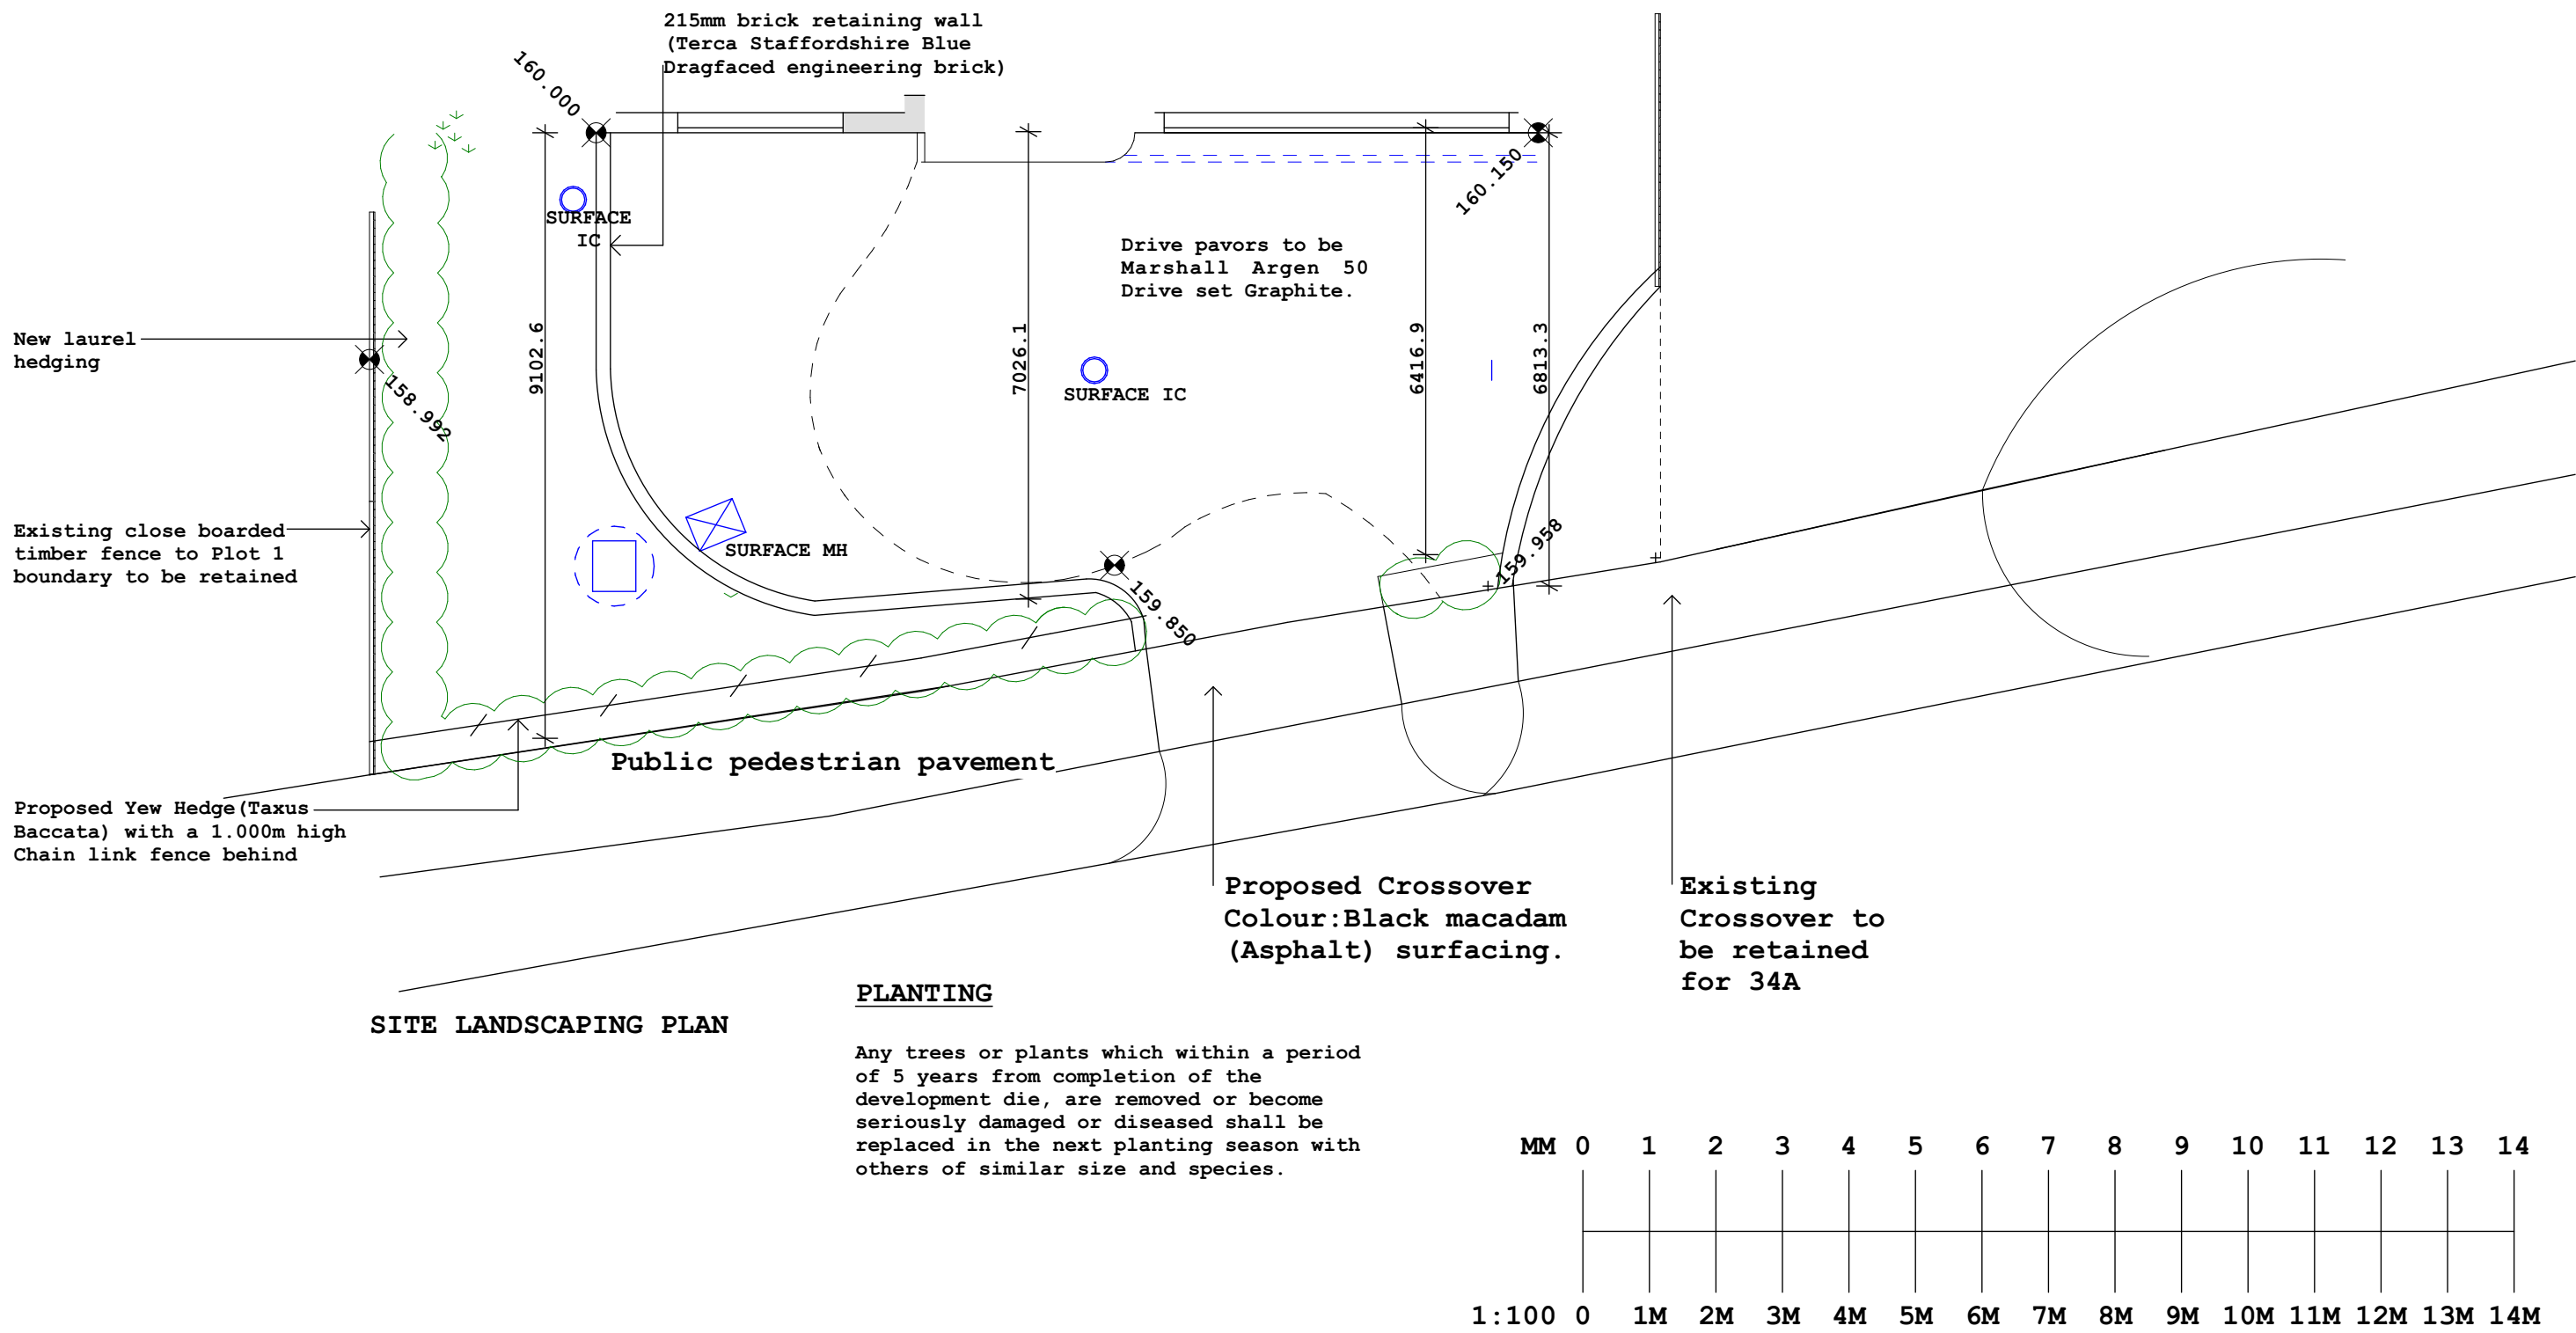 215mm brick retaining wall
(Terca Staffordshire Blue
Dragfaced engineering brick)
160.000
160.150
SURFACE
IC
Drive pavors to be
Marshall Argen 50
Drive set Graphite.
New laurel
hedging
158.992
9102.6
7026.1
6416.9
6813.3
SURFACE IC
Existing close boarded
timber fence to Plot 1
boundary to be retained
SURFACE MH
159.958
159.850
Public pedestrian pavement
Proposed Yew Hedge(Taxus
Baccata) with a 1.000m high
Chain link fence behind
Proposed Crossover
Colour:Black macadam
(Asphalt) surfacing.
Existing
Crossover to
be retained
for 34A
SITE LANDSCAPING PLAN
PLANTING
Any trees or plants which within a period
of 5 years from completion of the
development die, are removed or become
seriously damaged or diseased shall be
replaced in the next planting season with
others of similar size and species.
MM 0 1 2 3 4 5 6 7 8 9 10 11 12 13 14
1:100 0 1M 2M 3M 4M 5M 6M 7M 8M 9M 10M 11M 12M 13M 14M